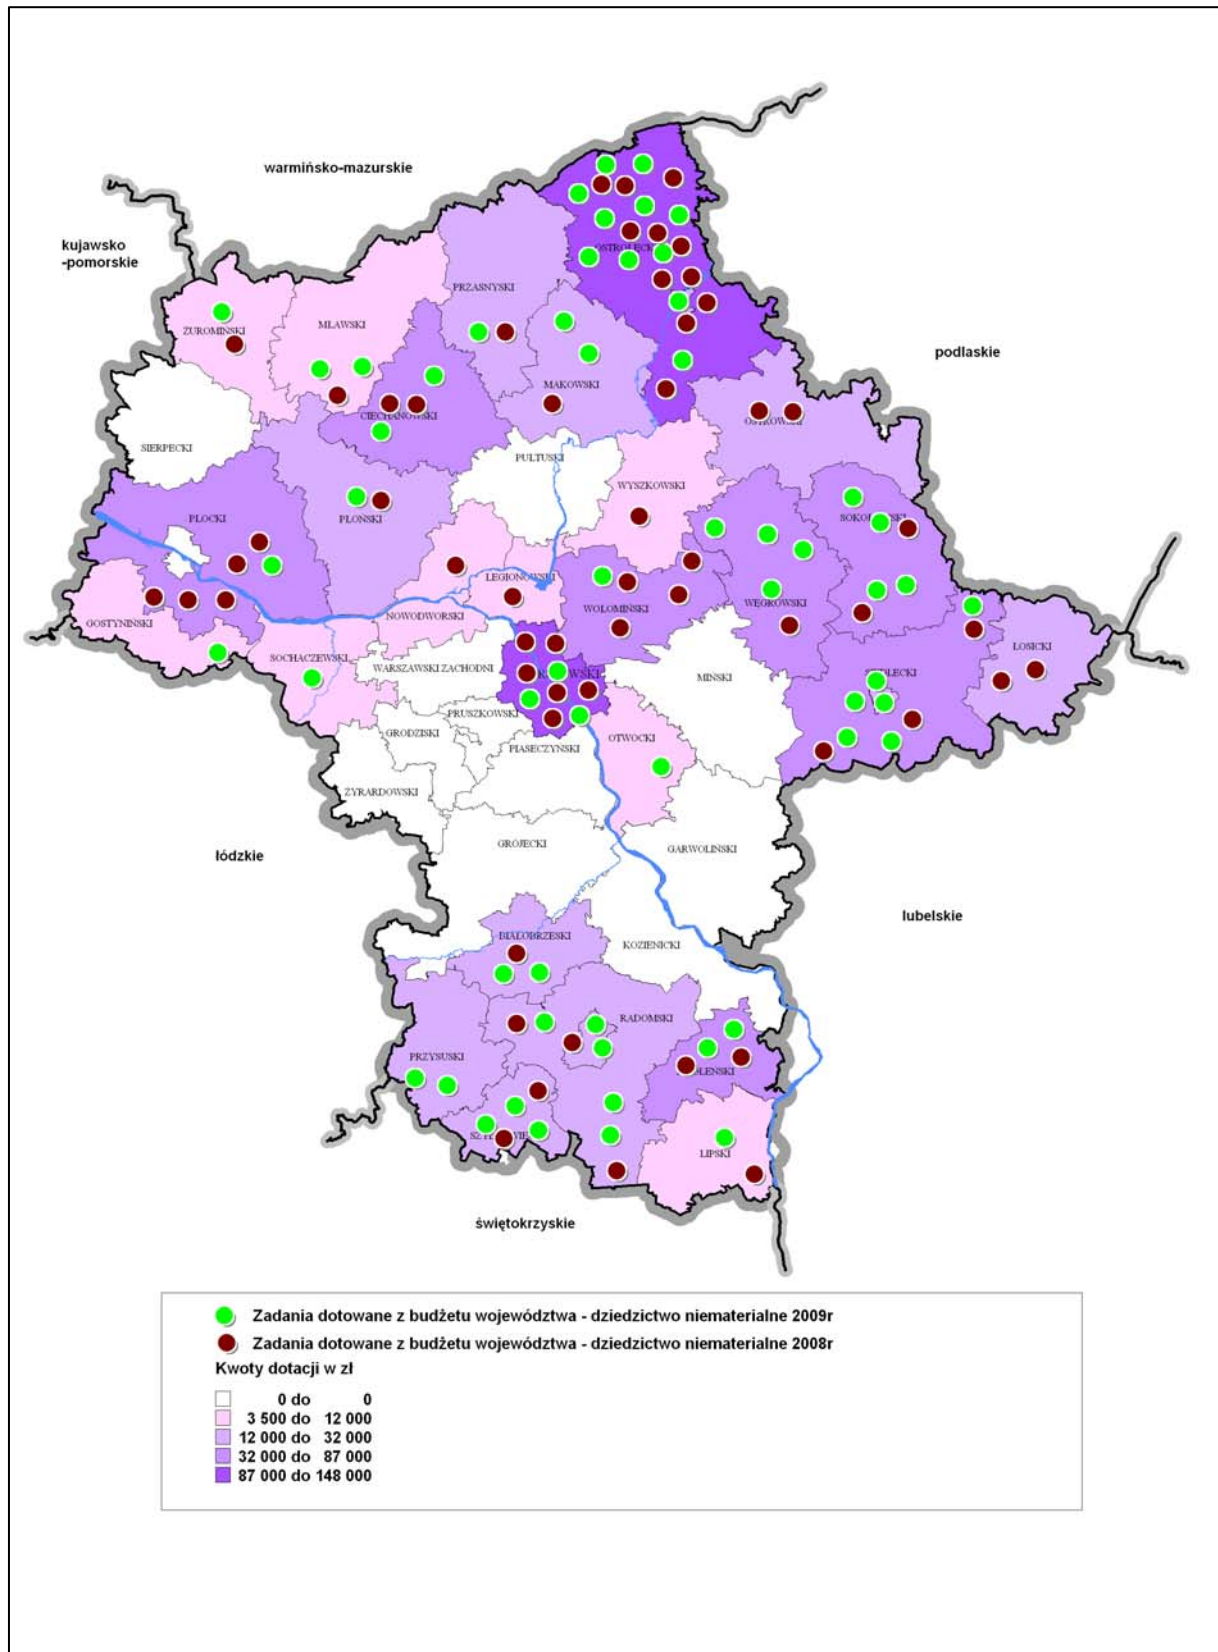 warmińsko-mazurskie
kujawsko
-pomorskie
PRZASNYSKI
ŻUROMIŃSKI
MŁAWSKI
podlaskie
MAKOWSKI
CIECHANOWSKI
SIERPECKI
PUŁTUSKI
WYSZKOWSKI
PŁOCKI
PŁOŃSKI
LEGIONOWSKI
WĘGROWSKI
WOŁOMIŃSKI
NOWODWORSKI
GOSTYNIŃSKI
ŁOSICKI
SOCHACZEWSKI
WARSZAWSKI ZACHODNI
MIŃSKI
PRUSZKOWSKI
GRODZISKI
OTWOCKI
PIASECZYŃSKI
ŻYRARDOWSKI
GRÓJECKI
GARWOLIŃSKI
łódzkie
lubelskie
BIAŁOBRZESKI
KOZIENICKI
RADOMSKI
PRZYSUSKI
LIPSKI
świętokrzyskie
Zadania dotowane z budżetu województwa - dziedzictwo niematerialne 2009r
Zadania dotowane z budżetu województwa - dziedzictwo niematerialne 2008r
Kwoty dotacji w zł
0 do 0
3 500 do 12 000
12 000 do 32 000
32 000 do 87 000
87 000 do 148 000